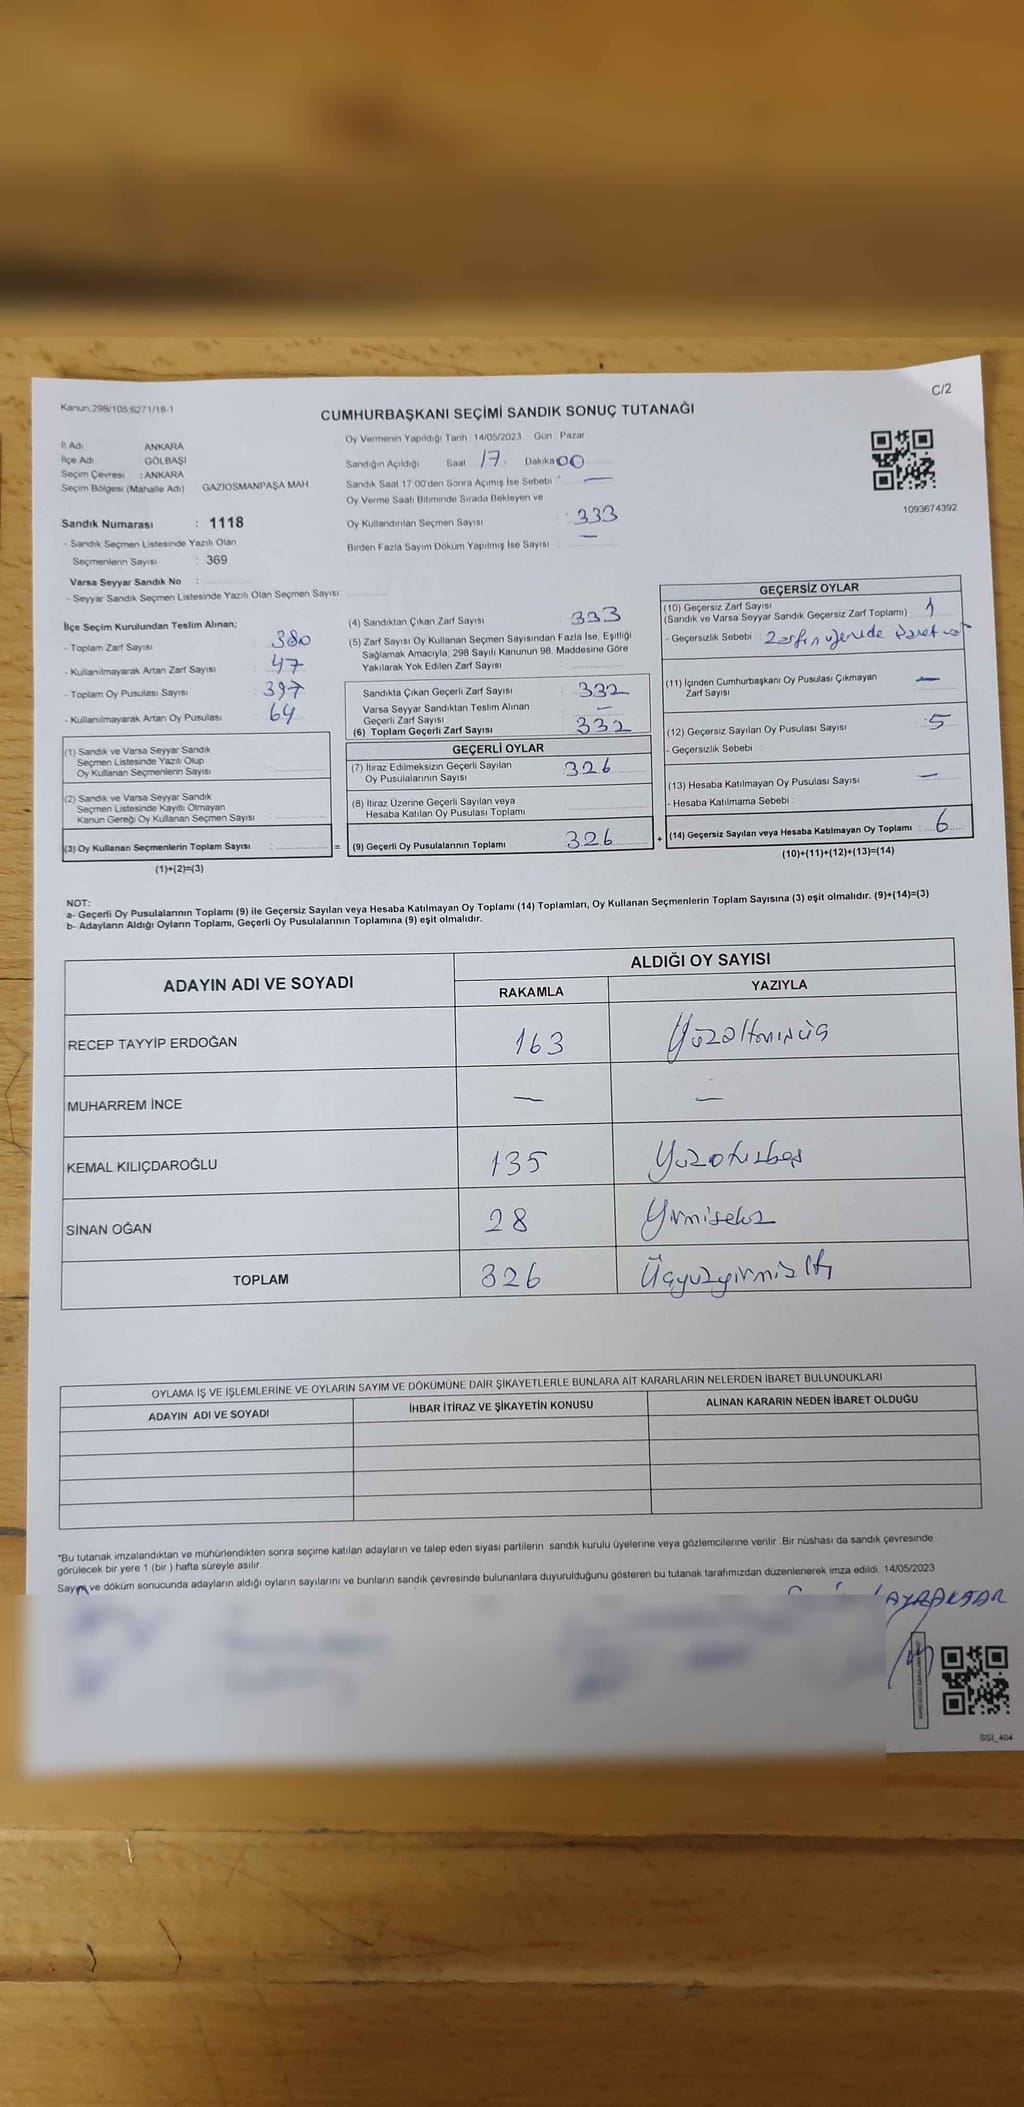 C/2
Kanun.298/105;6271/18-1
CUMHURBAŞKANI SEÇİMİ SANDIK SONUÇ TUTANAĞI
İl Adı ANKARA
İlçe Adı GÖLBAŞI
Seçim Çevresi : ANKARA
Seçim Bölgesi (Mahalle Adı) GAZİOSMANPAŞA MAH
Sandık Numarası : 1118
- Sandık Seçmen Listesinde Yazılı Olan
Seçmenlerin Sayısı : 369
Varsa Seyyar Sandık No :
- Seyyar Sandık Seçmen Listesinde Yazılı Olan Seçmen Sayısı:
Oy Vermenin Yapıldığı Tarih : 14/05/2023 Gün : Pazar
Sandığın Açıldığı Saat 17 Dakika 00
Sandık Saat 17:00'den Sonra Açımış İse Sebebi : —
Oy Verme Saati Bitiminde Sırada Bekleyen ve
Oy Kullandırılan Seçmen Sayısı : 333
Birden Fazla Sayım Döküm Yapılmış İse Sayısı : —
1093674392
İlçe Seçim Kurulundan Teslim Alınan;
- Toplam Zarf Sayısı : 380
- Kullanılmayarak Artan Zarf Sayısı : 47
- Toplam Oy Pusulası Sayısı : 397
- Kullanılmayarak Artan Oy Pusulası : 64
(1) Sandık ve Varsa Seyyar Sandık
Seçmen Listesinde Yazılı Olup
Oy Kullanan Seçmenlerin Sayısı :
(2) Sandık ve Varsa Seyyar Sandık
Seçmen Listesinde Kayıtlı Olmayan
Kanun Gereği Oy Kullanan Seçmen Sayısı :
(3) Oy Kullanan Seçmenlerin Toplam Sayısı : =
(1)+(2)=(3)
(4) Sandıktan Çıkan Zarf Sayısı : 333
(5) Zarf Sayısı Oy Kullanan Seçmen Sayısından Fazla İse, Eşitliği
Sağlamak Amacıyla; 298 Sayılı Kanunun 98. Maddesine Göre
Yakılarak Yok Edilen Zarf Sayısı :
Sandıkta Çıkan Geçerli Zarf Sayısı : 332
Varsa Seyyar Sandıktan Teslim Alınan
Geçerli Zarf Sayısı : —
(6) Toplam Geçerli Zarf Sayısı : 332
GEÇERLİ OYLAR
(7) İtiraz Edilmeksizin Geçerli Sayılan
Oy Pusulalarının Sayısı : 326
(8) İtiraz Üzerine Geçerli Sayılan veya
Hesaba Katılan Oy Pusulası Toplamı :
(9) Geçerli Oy Pusulalarının Toplamı : 326 +
GEÇERSİZ OYLAR
(10) Geçersiz Zarf Sayısı
(Sandık ve Varsa Seyyar Sandık Geçersiz Zarf Toplamı) : 1
- Geçersizlik Sebebi : Zarfın üzerinde işaret var
(11) İçinden Cumhurbaşkanı Oy Pusulası Çıkmayan
Zarf Sayısı : —
(12) Geçersiz Sayılan Oy Pusulası Sayısı : 5
- Geçersizlik Sebebi :
(13) Hesaba Katılmayan Oy Pusulası Sayısı : —
- Hesaba Katılmama Sebebi :
(14) Geçersiz Sayılan veya Hesaba Katılmayan Oy Toplamı : 6
(10)+(11)+(12)+(13)=(14)
NOT:
a- Geçerli Oy Pusulalarının Toplamı (9) ile Geçersiz Sayılan veya Hesaba Katılmayan Oy Toplamı (14) Toplamları, Oy Kullanan Seçmenlerin Toplam Sayısına (3) eşit olmalıdır. (9)+(14)=(3)
b- Adayların Aldığı Oyların Toplamı, Geçerli Oy Pusulalarının Toplamına (9) eşit olmalıdır.
ADAYIN ADI VE SOYADI ALDIĞI OY SAYISI
RAKAMLA YAZIYLA
RECEP TAYYİP ERDOĞAN 163 Yüzaltmışüç
MUHARREM İNCE — —
KEMAL KILIÇDAROĞLU 135 Yüzotuzbeş
SİNAN OĞAN 28 Yirmisekiz
TOPLAM 326 Üçyüzyirmialtı
OYLAMA İŞ VE İŞLEMLERİNE VE OYLARIN SAYIM VE DÖKÜMÜNE DAİR ŞİKAYETLERLE BUNLARA AİT KARARLARIN NELERDEN İBARET BULUNDUKLARI
ADAYIN ADI VE SOYADI İHBAR İTİRAZ VE ŞİKAYETİN KONUSU ALINAN KARARIN NEDEN İBARET OLDUĞU
*Bu tutanak imzalandıktan ve mühürlendikten sonra seçime katılan adayların ve talep eden siyasi partilerin sandık kurulu üyelerine veya gözlemcilerine verilir. Bir nüshası da sandık çevresinde
görülecek bir yere 1 (bir) hafta süreyle asılır.
Sayım ve döküm sonucunda adayların aldığı oyların sayılarını ve bunların sandık çevresinde bulunanlara duyurulduğunu gösteren bu tutanak tarafımızdan düzenlenerek imza edildi. 14/05/2023
SSI_404